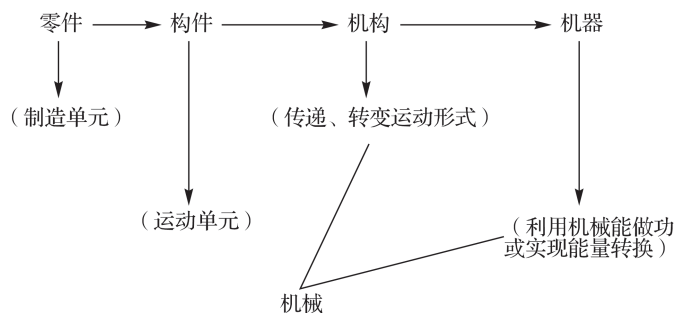 零件 构件 机构 机器
（制造单元） （传递、转变运动形式）
（运动单元） （利用机械能做功
或实现能量转换）
机械